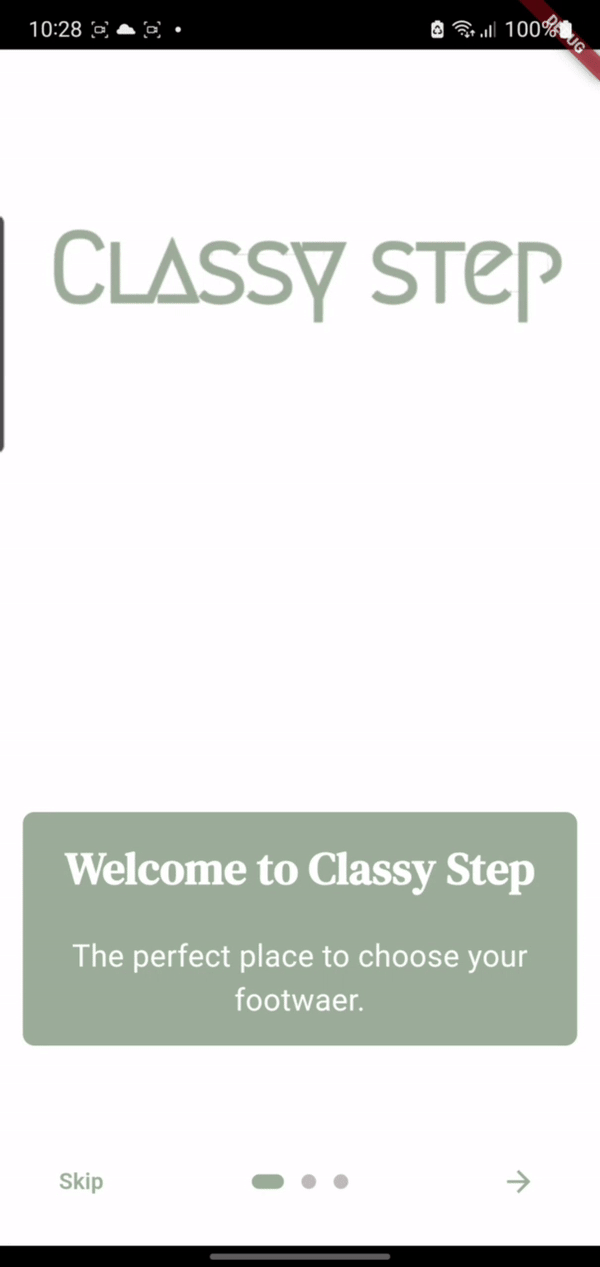 10:28
100%
DEBUG
CLASSY STEP
Welcome to Classy Step
The perfect place to choose your
footwaer.
Skip